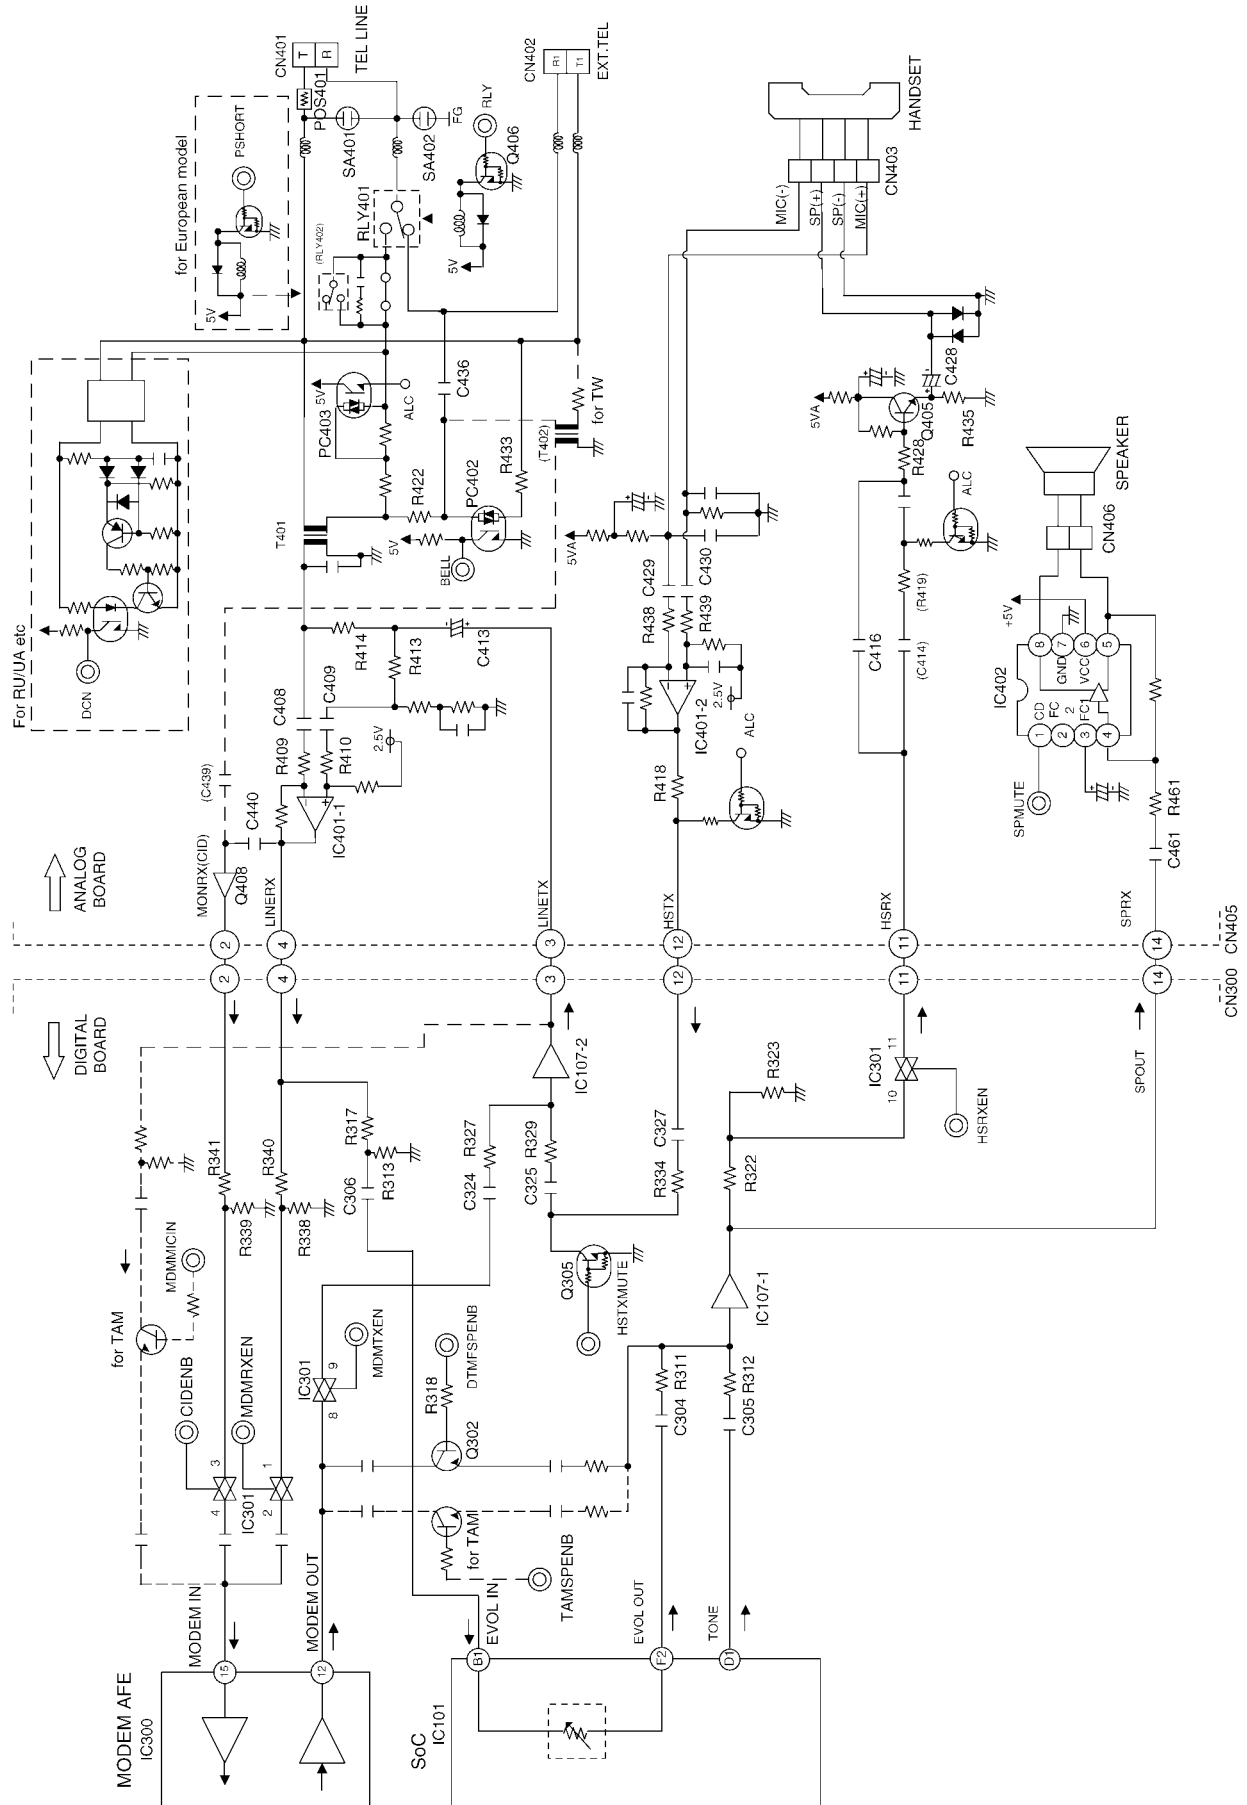 MODEM AFE
IC300
15
12
MODEM IN
MODEM OUT
SoC
IC101
B1
F2
D1
EVOL IN
EVOL OUT
TONE
TAMSPENB
for TAM
4
3
2
1
IC301
CIDENB
MDMRXEN
for TAM
MDMMICIN
IC301
8
9
MDMTXEN
Q302
R318
DTMFSPENB
C304 R311
C305 R312
IC107-1
HSTXMUTE
Q305
R339
R338
R341
R340
C306
R313
R317
C324
R327
C325
R329
R334
C327
R322
R323
IC107-2
IC301
10
11
HSRXEN
SPOUT
DIGITAL
BOARD
ANALOG
BOARD
2
4
3
12
11
14
CN300
2
4
3
12
11
14
CN405
MONRX(CID)
LINERX
LINETX
HSTX
HSRX
SPRX
Q408
C440
(C439)
IC401-1
R409
R410
C408
C409
2.5V
R414
R413
C413
R418
ALC
IC401-2
2.5V
R438
R439
C429
C430
5VA
C416
(C414)
(R419)
ALC
R428
Q405
5VA
R435
C428
C461
R461
SPMUTE
IC402
1
2
3
4
8
7
6
5
CD
FC
2
FC1
GND
VCC
+5V
CN406
SPEAKER
For RU/UA etc
DCN
T401
BELL
5V
R422
PC402
R433
PC403
5V
ALC
C436
(T402)
for TW
for European model
5V
PSHORT
(RLY402)
RLY401
5V
Q406
RLY
POS401
SA401
SA402
FG
CN401
T
R
TEL LINE
CN402
R1
T1
EXT.TEL
MIC(-)
SP(+)
SP(-)
MIC(+)
CN403
HANDSET